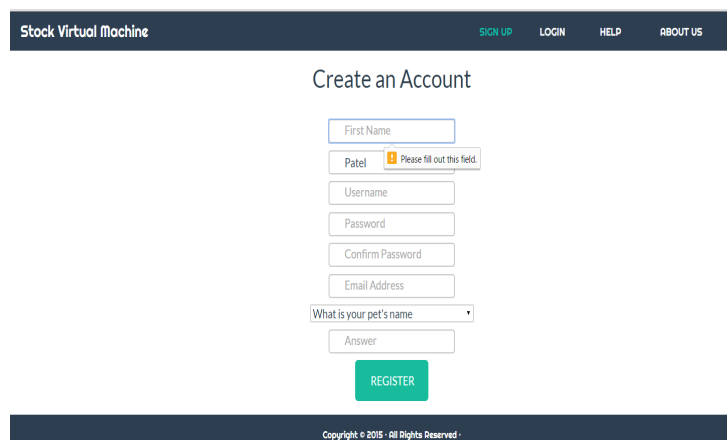 Stock Virtual Machine SIGN UP LOGIN HELP ABOUT US
Create an Account
First Name
! Please fill out this field.
Patel
Username
Password
Confirm Password
Email Address
What is your pet's name
Answer
REGISTER
Copyright © 2015 · All Rights Reserved ·